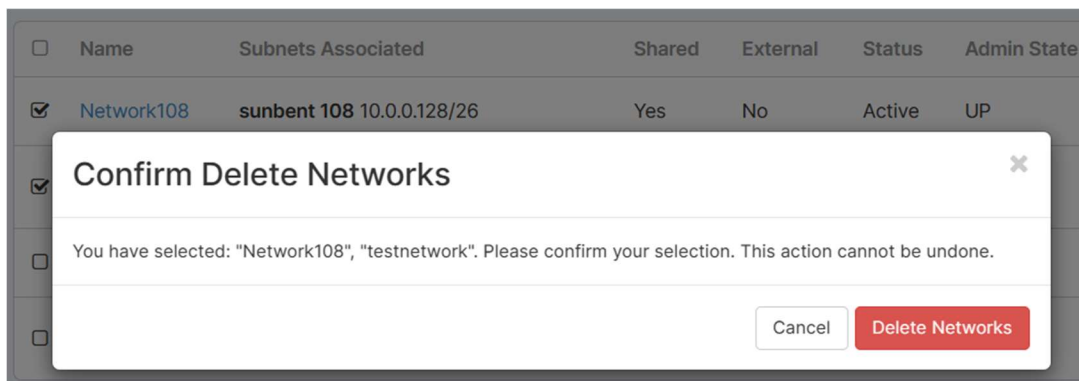 Name Subnets Associated Shared External Status Admin State
Network108 sunbent 108 10.0.0.128/26 Yes No Active UP
Confirm Delete Networks
You have selected: "Network108", "testnetwork". Please confirm your selection. This action cannot be undone.
Cancel Delete Networks